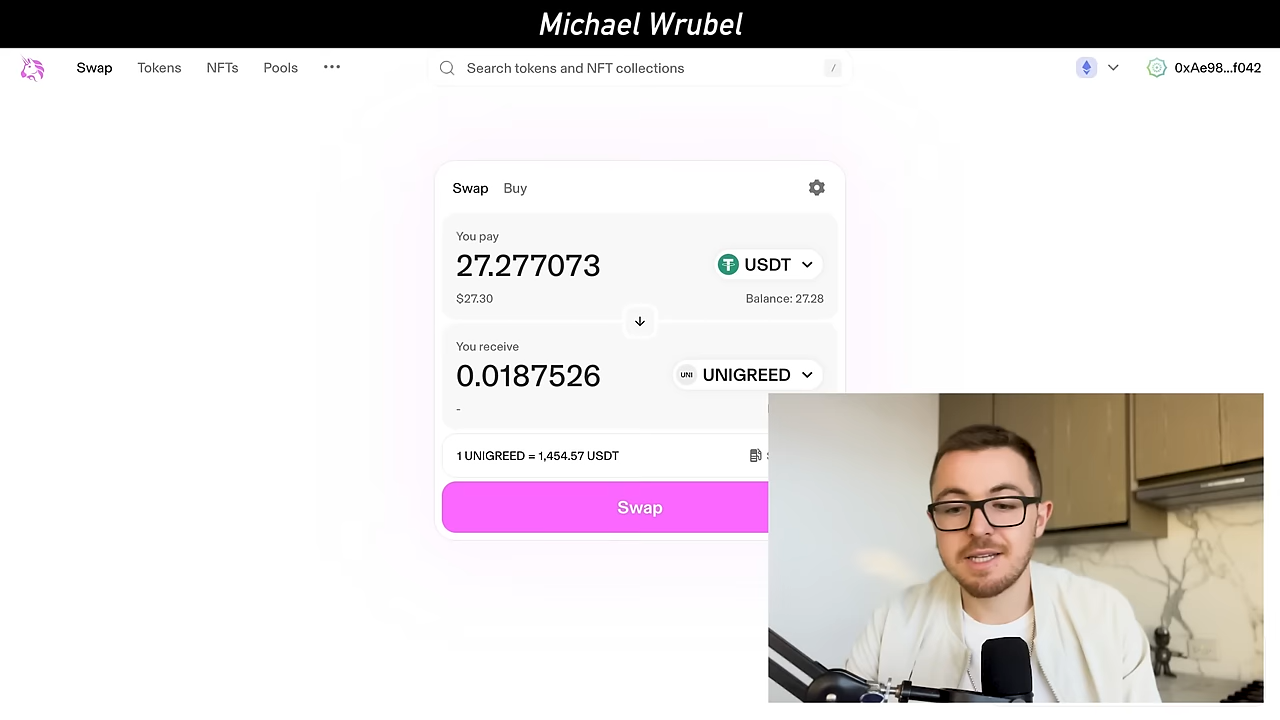 Michael Wrubel
Swap Tokens NFTs Pools ••• Search tokens and NFT collections / 0xAe98...f042
Swap Buy
You pay
27.277073 USDT
$27.30 Balance: 27.28
You receive
0.0187526 UNI UNIGREED
-
1 UNIGREED = 1,454.57 USDT
Swap